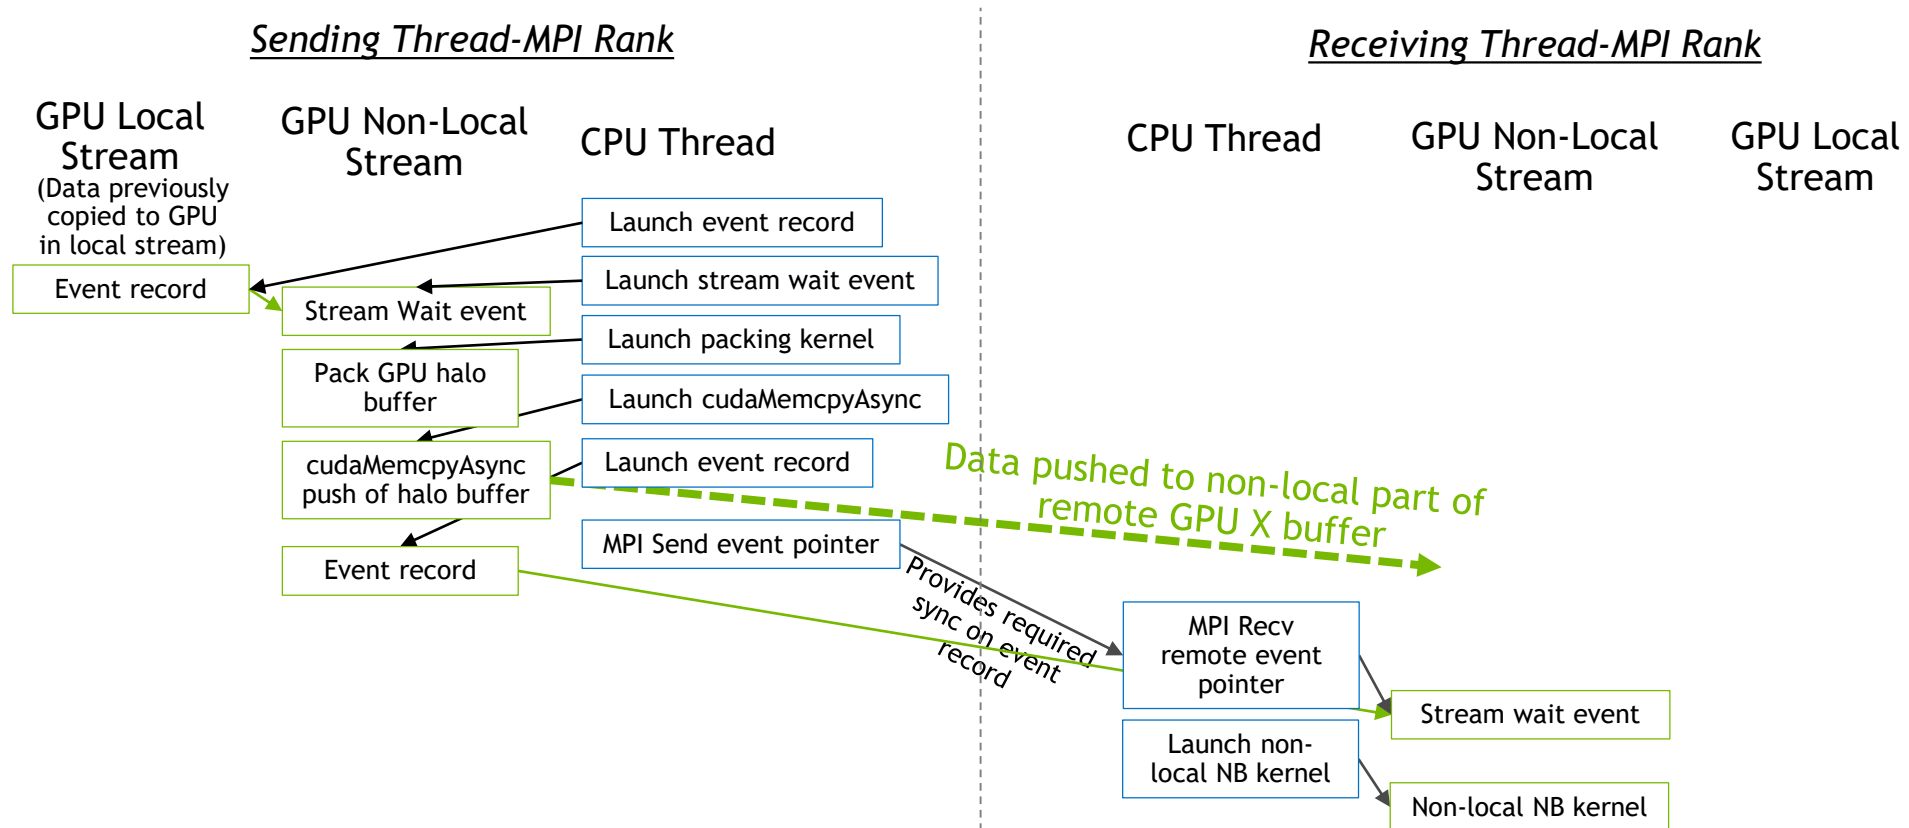 Sending Thread-MPI Rank
Receiving Thread-MPI Rank
GPU Local
Stream
(Data previously
copied to GPU
in local stream)
GPU Non-Local
Stream
CPU Thread
CPU Thread
GPU Non-Local
Stream
GPU Local
Stream
Launch event record
Event record
Launch stream wait event
Stream Wait event
Launch packing kernel
Pack GPU halo
buffer
Launch cudaMemcpyAsync
cudaMemcpyAsync
push of halo buffer
Launch event record
Data pushed to non-local part of
remote GPU X buffer
MPI Send event pointer
Event record
Provides required
sync on event
record
MPI Recv
remote event
pointer
Stream wait event
Launch non-
local NB kernel
Non-local NB kernel